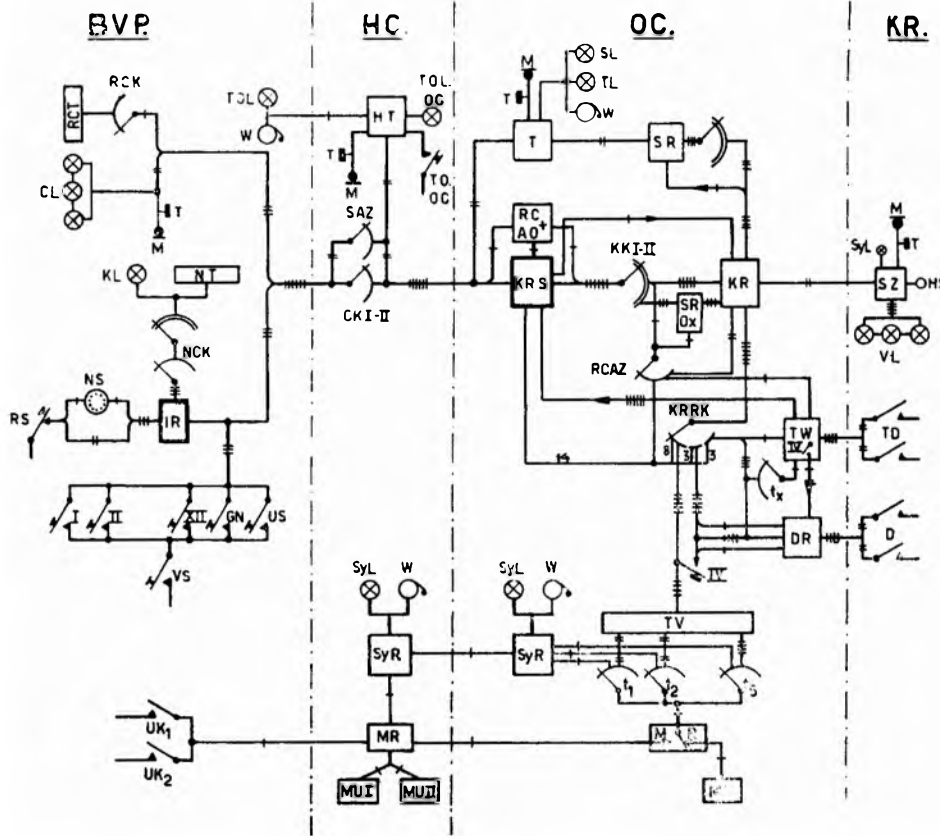 BVP. HC. OC. KR.
RCK
RCT
CL
T
M
KL
NT
NCK
NS
RS
IR
I II XII GN US
VS
UK1
UK2
TOL
W
HT
TOL. OC
T
M
TO. OC
SAZ
CKI-II
SyL W
SyR
MR
MUI MUII
M
T
SL
TL
W
T
SR
RC
AO+
KRS
KKI-II
KR
SR
0x
RCAZ
KRRK
8 3 3
TW
IV
tx
DR
IV
TV
SyL W
SyR
t1 t2
M
M
SyL
T
SZ
HS
VL
TD
D